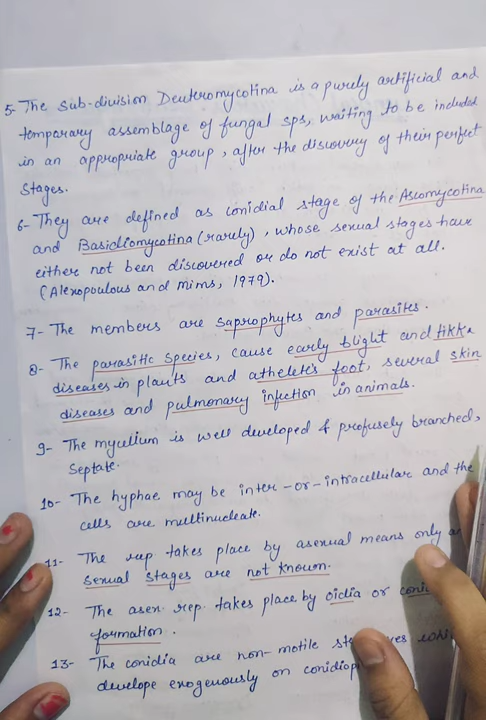 5- The sub-division Deuteromycotina is a purely artificial and
temparary assemblage of fungal sps, waiting to be included
in an appropriate group, after the discovery of their perfect
Stages.
6- They are defined as conidial stage of the Ascomycotina
and Basidiomycotina (rarely), whose sexual stages have
either not been discovered or do not exist at all.
(Alexopoulous and Mims, 1979).
7- The members are saprophytes and parasites.
8- The parasitic species, cause early blight and tikka
diseases in plants and athelete's foot, several skin
diseases and pulmonary infection in animals.
9- The mycelium is well developed & profusely branched,
septate.
10- The hyphae may be inter-or-intracellular and the
cells are multinucleate.
11- The rep takes place by asexual means only
sexual stages are not known.
12- The asex. rep. takes place by oidia or
formation.
13- The conidia are non-motile
develope exogenously on